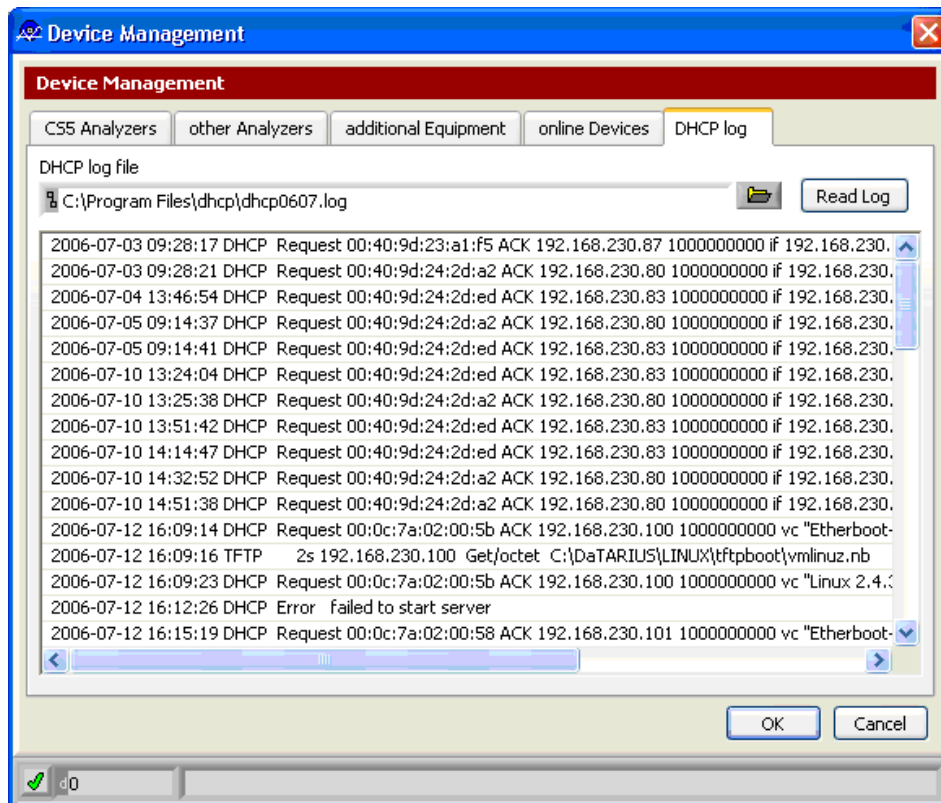 Device Management
Device Management
CS5 Analyzers other Analyzers additional Equipment online Devices DHCP log
DHCP log file
C:\Program Files\dhcp\dhcp0607.log Read Log
2006-07-03 09:28:17 DHCP Request 00:40:9d:23:a1:f5 ACK 192.168.230.87 1000000000 if 192.168.230.
2006-07-03 09:28:21 DHCP Request 00:40:9d:24:2d:a2 ACK 192.168.230.80 1000000000 if 192.168.230.
2006-07-04 13:46:54 DHCP Request 00:40:9d:24:2d:ed ACK 192.168.230.83 1000000000 if 192.168.230.
2006-07-05 09:14:37 DHCP Request 00:40:9d:24:2d:a2 ACK 192.168.230.80 1000000000 if 192.168.230.
2006-07-05 09:14:41 DHCP Request 00:40:9d:24:2d:ed ACK 192.168.230.83 1000000000 if 192.168.230.
2006-07-10 13:24:04 DHCP Request 00:40:9d:24:2d:ed ACK 192.168.230.83 1000000000 if 192.168.230.
2006-07-10 13:25:38 DHCP Request 00:40:9d:24:2d:a2 ACK 192.168.230.80 1000000000 if 192.168.230.
2006-07-10 13:51:42 DHCP Request 00:40:9d:24:2d:ed ACK 192.168.230.83 1000000000 if 192.168.230.
2006-07-10 14:14:47 DHCP Request 00:40:9d:24:2d:ed ACK 192.168.230.83 1000000000 if 192.168.230.
2006-07-10 14:32:52 DHCP Request 00:40:9d:24:2d:a2 ACK 192.168.230.80 1000000000 if 192.168.230.
2006-07-10 14:51:38 DHCP Request 00:40:9d:24:2d:a2 ACK 192.168.230.80 1000000000 if 192.168.230.
2006-07-12 16:09:14 DHCP Request 00:0c:7a:02:00:5b ACK 192.168.230.100 1000000000 vc "Etherboot-
2006-07-12 16:09:16 TFTP 2s 192.168.230.100 Get/octet C:\DaTARIUS\LINUX\tftpboot\vmlinuz.nb
2006-07-12 16:09:23 DHCP Request 00:0c:7a:02:00:5b ACK 192.168.230.100 1000000000 vc "Linux 2.4.3
2006-07-12 16:12:26 DHCP Error failed to start server
2006-07-12 16:15:19 DHCP Request 00:0c:7a:02:00:58 ACK 192.168.230.101 1000000000 vc "Etherboot-
OK Cancel
d0